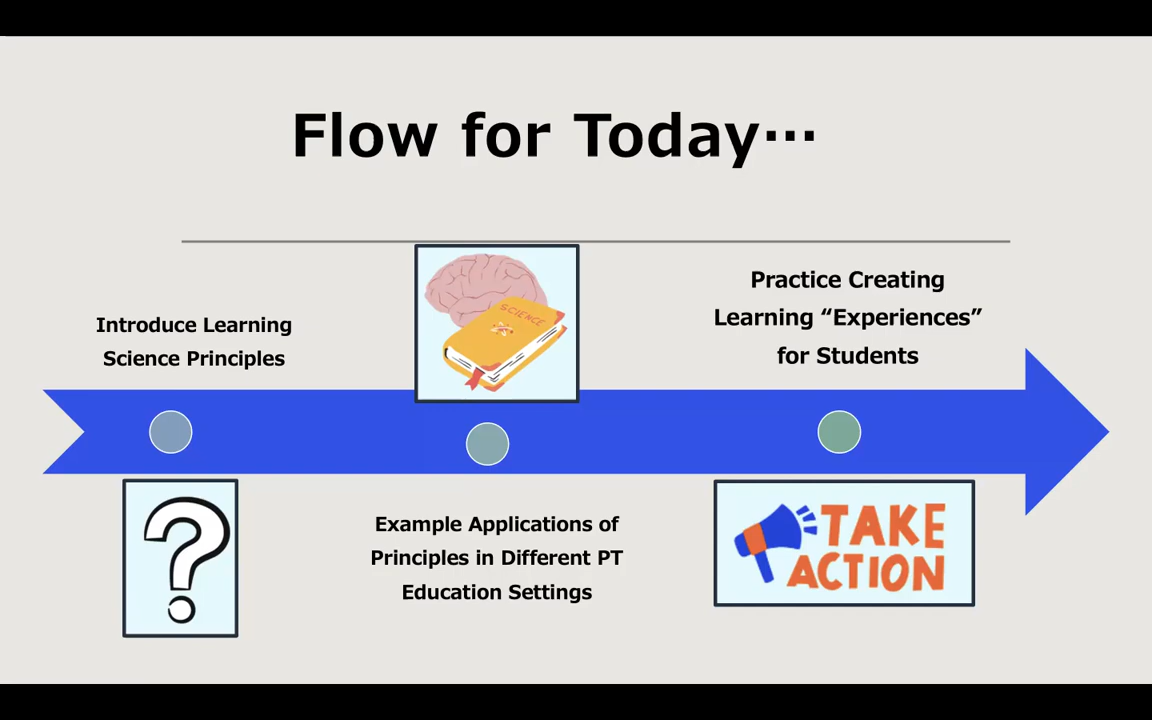 Flow for Today…
Introduce Learning
Science Principles
SCIENCE
Practice Creating
Learning “Experiences”
for Students
?
Example Applications of
Principles in Different PT
Education Settings
TAKE
ACTION